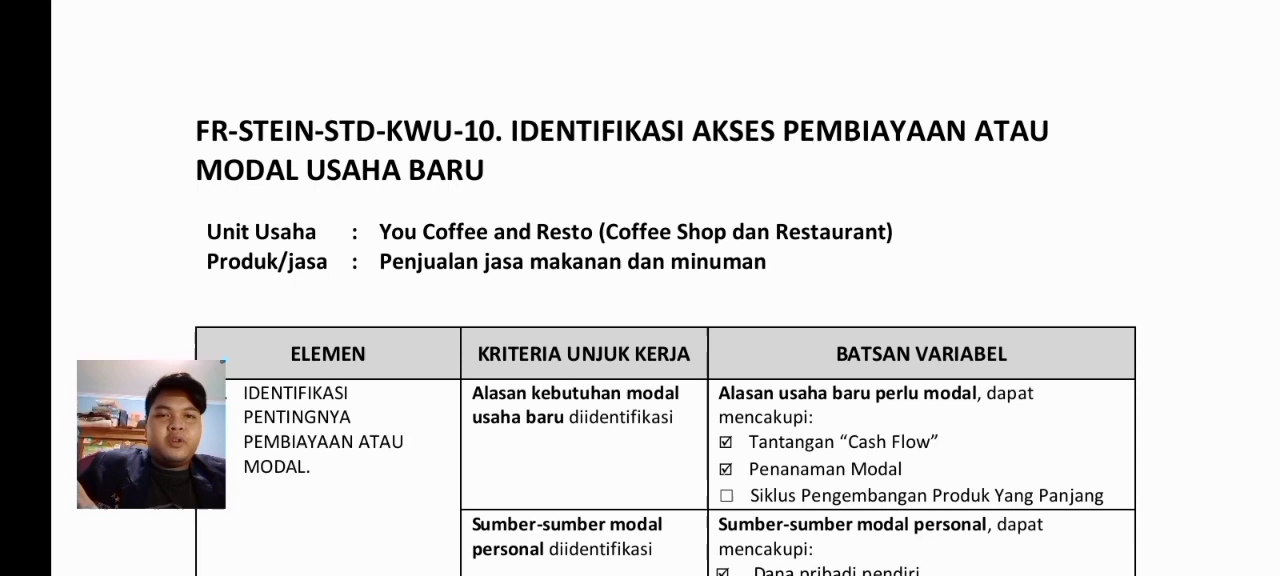 FR-STEIN-STD-KWU-10. IDENTIFIKASI AKSES PEMBIAYAAN ATAU
MODAL USAHA BARU
Unit Usaha : You Coffee and Resto (Coffee Shop dan Restaurant)
Produk/jasa : Penjualan jasa makanan dan minuman
ELEMEN
KRITERIA UNJUK KERJA
BATSAN VARIABEL
IDENTIFIKASI
PENTINGNYA
PEMBIAYAAN ATAU
MODAL.
Alasan kebutuhan modal
usaha baru diidentifikasi
Alasan usaha baru perlu modal, dapat
mencakupi:
☑ Tantangan “Cash Flow”
☑ Penanaman Modal
☐ Siklus Pengembangan Produk Yang Panjang
Sumber-sumber modal
personal diidentifikasi
Sumber-sumber modal personal, dapat
mencakupi:
☑ Dana pribadi pendiri